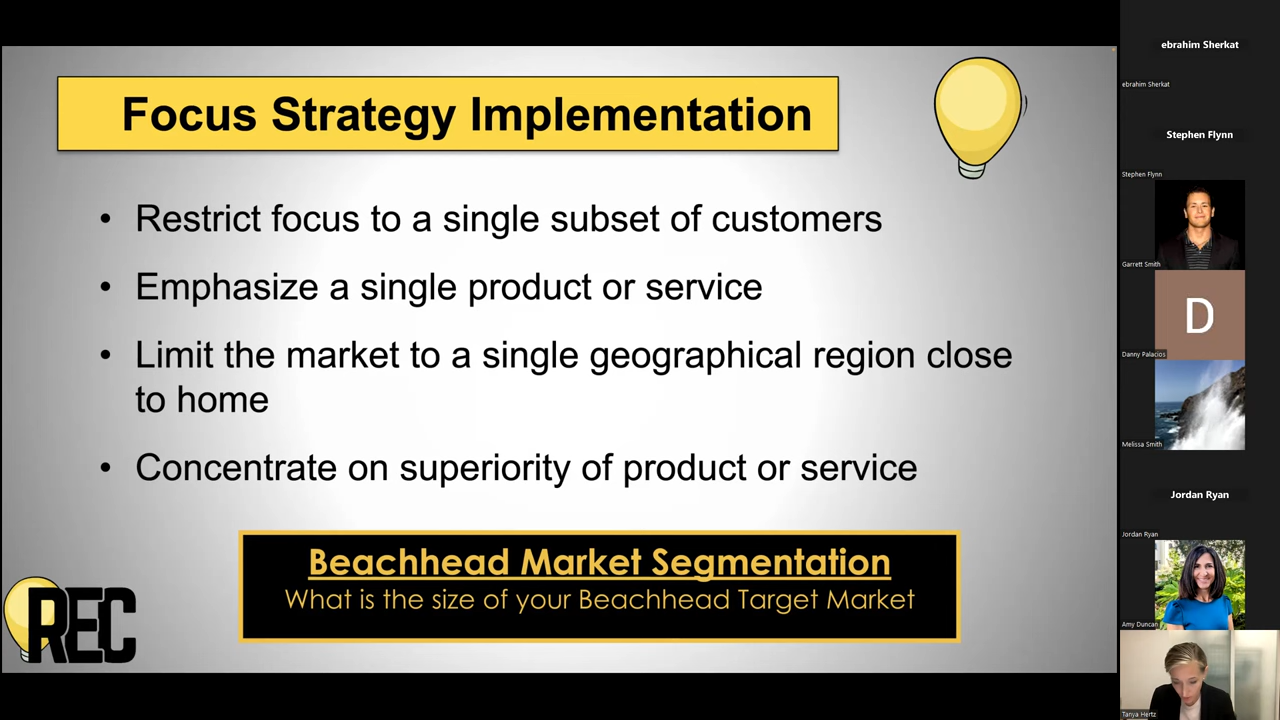 Focus Strategy Implementation
• Restrict focus to a single subset of customers
• Emphasize a single product or service
• Limit the market to a single geographical region close
to home
• Concentrate on superiority of product or service
Beachhead Market Segmentation
What is the size of your Beachhead Target Market
REC
ebrahim Sherkat
ebrahim Sherkat
Stephen Flynn
Stephen Flynn
Garrett Smith
D
Danny Palacios
Melissa Smith
Jordan Ryan
Jordan Ryan
Amy Duncan
Tanya Hertz